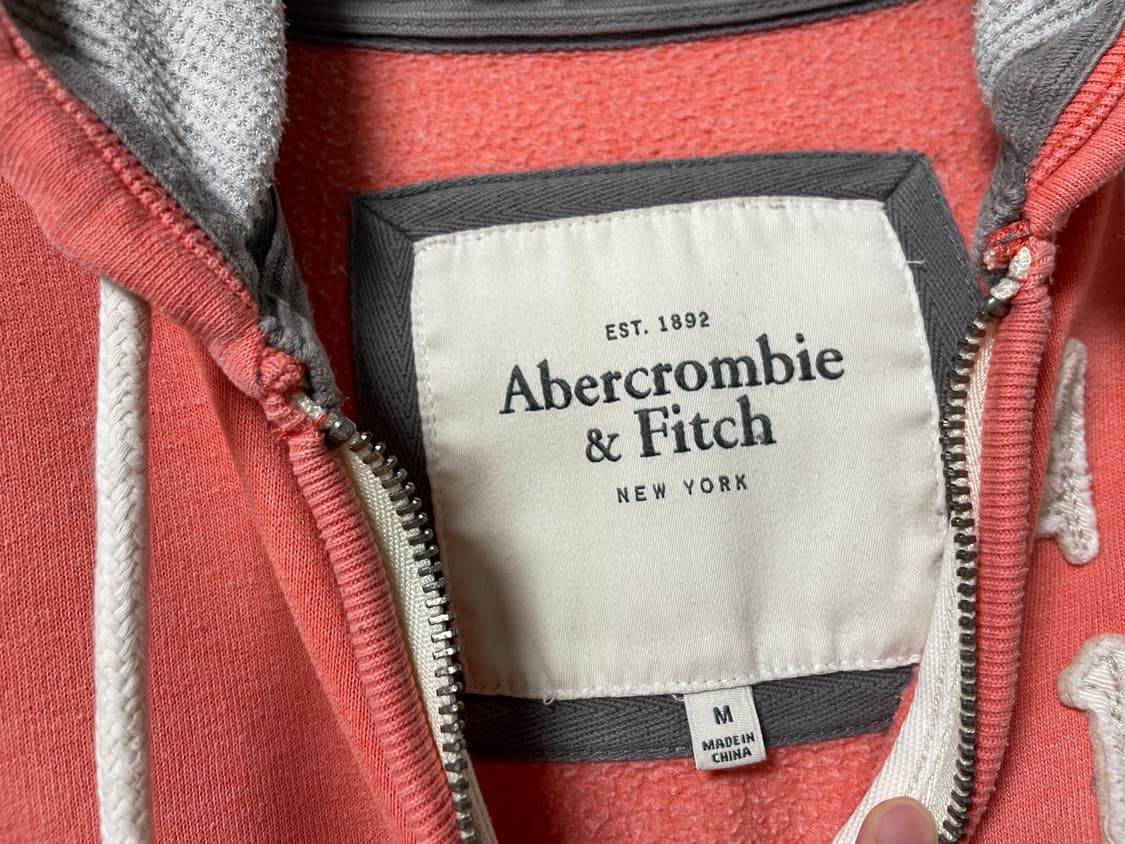 EST. 1892
Abercrombie
& Fitch
NEW YORK
M
MADE IN
CHINA